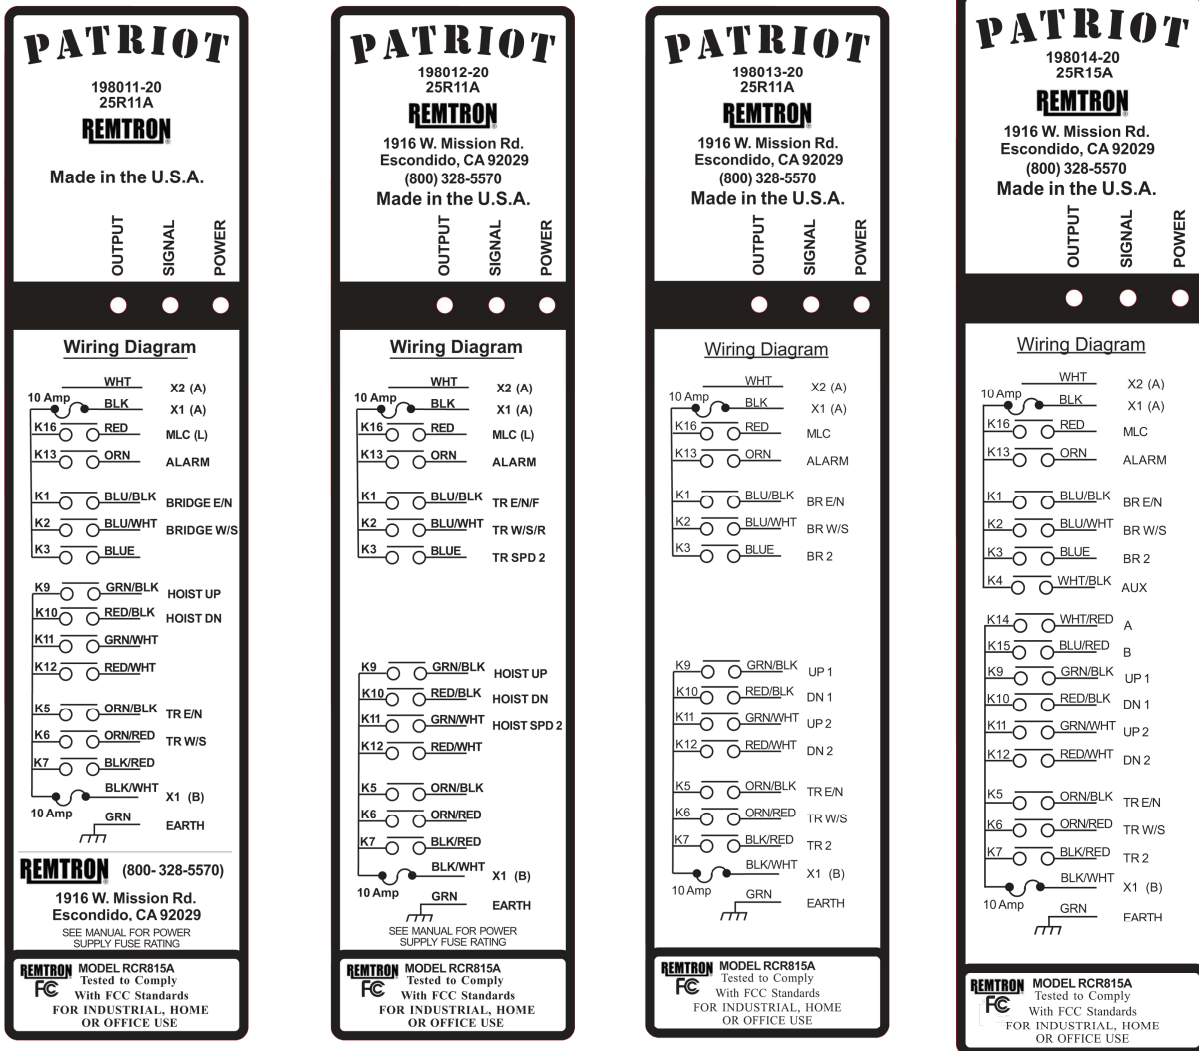 PATRIOT
198011-20
25R11A
REMTRON
Made in the U.S.A.
OUTPUT
SIGNAL
POWER
Wiring Diagram
WHT X2 (A)
10 Amp BLK X1 (A)
K16 RED MLC (L)
K13 ORN ALARM
K1 BLU/BLK BRIDGE E/N
K2 BLU/WHT BRIDGE W/S
K3 BLUE
K9 GRN/BLK HOIST UP
K10 RED/BLK HOIST DN
K11 GRN/WHT
K12 RED/WHT
K5 ORN/BLK TR E/N
K6 ORN/RED TR W/S
K7 BLK/RED
BLK/WHT X1 (B)
10 Amp
GRN EARTH
REMTRON (800- 328-5570)
1916 W. Mission Rd.
Escondido, CA 92029
SEE MANUAL FOR POWER
SUPPLY FUSE RATING
REMTRON MODEL RCR815A
FC Tested to Comply
With FCC Standards
FOR INDUSTRIAL, HOME
OR OFFICE USE
PATRIOT
198012-20
25R11A
REMTRON
1916 W. Mission Rd.
Escondido, CA 92029
(800) 328-5570
Made in the U.S.A.
OUTPUT
SIGNAL
POWER
Wiring Diagram
WHT X2 (A)
10 Amp BLK X1 (A)
K16 RED MLC (L)
K13 ORN ALARM
K1 BLU/BLK TR E/N/F
K2 BLU/WHT TR W/S/R
K3 BLUE TR SPD 2
K9 GRN/BLK HOIST UP
K10 RED/BLK HOIST DN
K11 GRN/WHT HOIST SPD 2
K12 RED/WHT
K5 ORN/BLK
K6 ORN/RED
K7 BLK/RED
BLK/WHT X1 (B)
10 Amp
GRN EARTH
SEE MANUAL FOR POWER
SUPPLY FUSE RATING
REMTRON MODEL RCR815A
FC Tested to Comply
With FCC Standards
FOR INDUSTRIAL, HOME
OR OFFICE USE
PATRIOT
198013-20
25R11A
REMTRON
1916 W. Mission Rd.
Escondido, CA 92029
(800) 328-5570
Made in the U.S.A.
OUTPUT
SIGNAL
POWER
Wiring Diagram
WHT X2 (A)
10 Amp BLK X1 (A)
K16 RED MLC
K13 ORN ALARM
K1 BLU/BLK BR E/N
K2 BLU/WHT BR W/S
K3 BLUE BR 2
K9 GRN/BLK UP 1
K10 RED/BLK DN 1
K11 GRN/WHT UP 2
K12 RED/WHT DN 2
K5 ORN/BLK TR E/N
K6 ORN/RED TR W/S
K7 BLK/RED TR 2
BLK/WHT X1 (B)
10 Amp
GRN EARTH
REMTRON MODEL RCR815A
FC Tested to Comply
With FCC Standards
FOR INDUSTRIAL, HOME
OR OFFICE USE
PATRIOT
198014-20
25R15A
REMTRON
1916 W. Mission Rd.
Escondido, CA 92029
(800) 328-5570
Made in the U.S.A.
OUTPUT
SIGNAL
POWER
Wiring Diagram
WHT X2 (A)
10 Amp BLK X1 (A)
K16 RED MLC
K13 ORN ALARM
K1 BLU/BLK BR E/N
K2 BLU/WHT BR W/S
K3 BLUE BR 2
K4 WHT/BLK AUX
K14 WHT/RED A
K15 BLU/RED B
K9 GRN/BLK UP 1
K10 RED/BLK DN 1
K11 GRN/WHT UP 2
K12 RED/WHT DN 2
K5 ORN/BLK TR E/N
K6 ORN/RED TR W/S
K7 BLK/RED TR 2
BLK/WHT X1 (B)
10 Amp
GRN EARTH
REMTRON MODEL RCR815A
FC Tested to Comply
With FCC Standards
FOR INDUSTRIAL, HOME
OR OFFICE USE